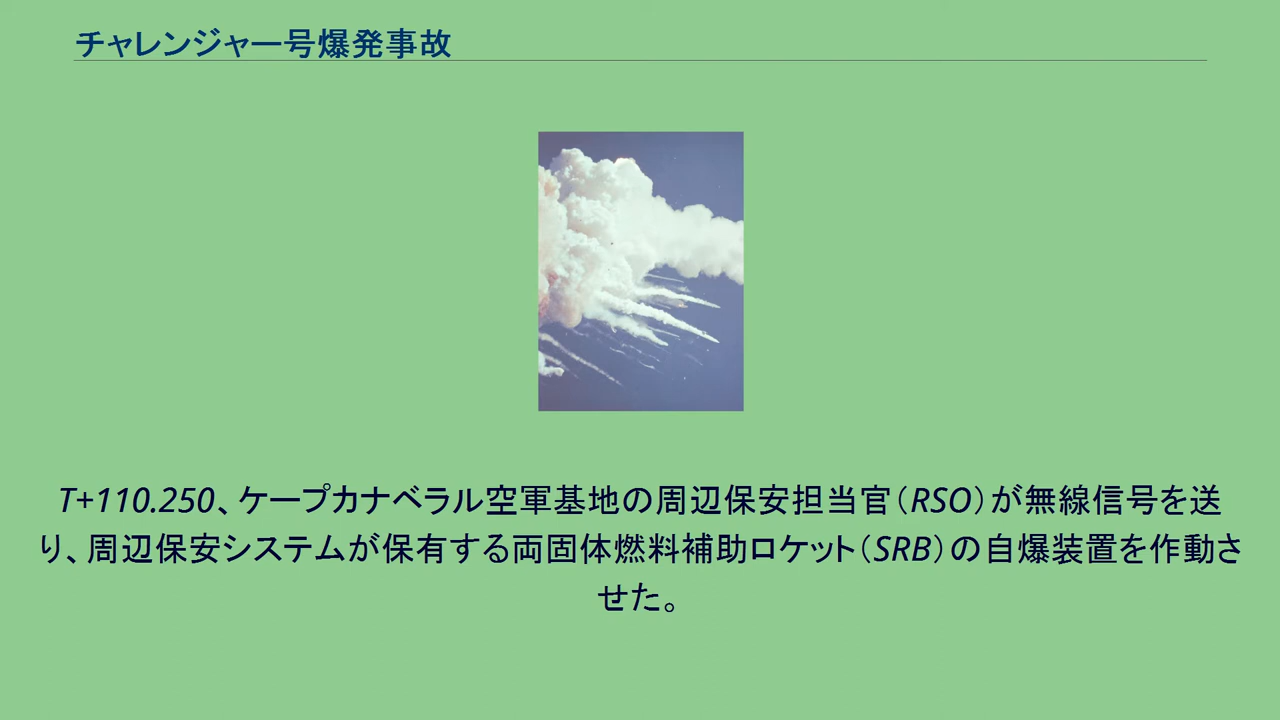 チャレンジャー号爆発事故
T+110.250、ケープカナベラル空軍基地の周辺保安担当官（RSO）が無線信号を送
り、周辺保安システムが保有する両固体燃料補助ロケット（SRB）の自爆装置を作動さ
せた。